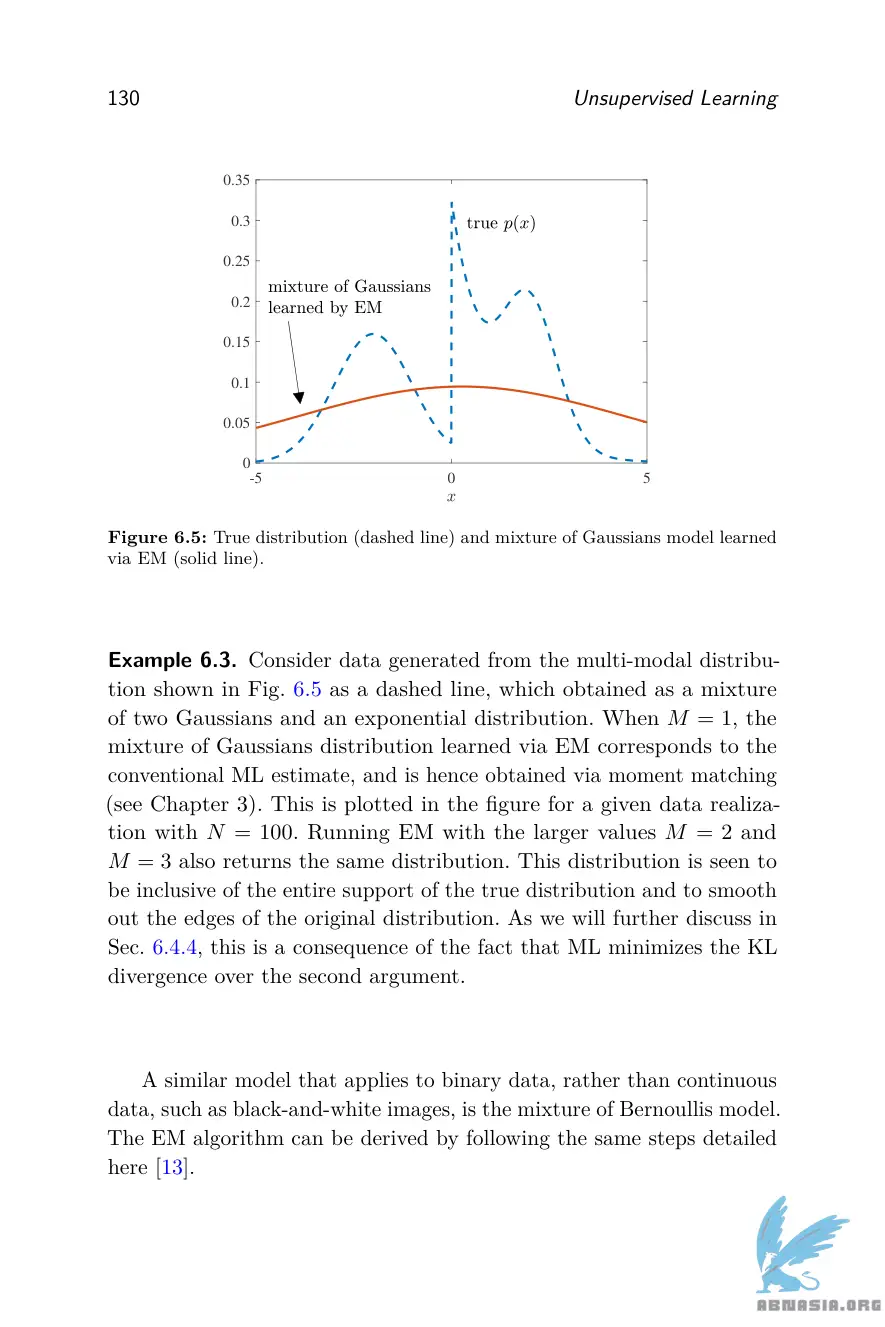 130
Unsupervised Learning
0.35
0.3
0.25
0.2
0.15
0.1
0.05
0
-5
0
5
x
true p(x)
mixture of Gaussians
learned by EM
Figure 6.5: True distribution (dashed line) and mixture of Gaussians model learned
via EM (solid line).
Example 6.3. Consider data generated from the multi-modal distribu-
tion shown in Fig. 6.5 as a dashed line, which obtained as a mixture
of two Gaussians and an exponential distribution. When M = 1, the
mixture of Gaussians distribution learned via EM corresponds to the
conventional ML estimate, and is hence obtained via moment matching
(see Chapter 3). This is plotted in the figure for a given data realiza-
tion with N = 100. Running EM with the larger values M = 2 and
M = 3 also returns the same distribution. This distribution is seen to
be inclusive of the entire support of the true distribution and to smooth
out the edges of the original distribution. As we will further discuss in
Sec. 6.4.4, this is a consequence of the fact that ML minimizes the KL
divergence over the second argument.
A similar model that applies to binary data, rather than continuous
data, such as black-and-white images, is the mixture of Bernoullis model.
The EM algorithm can be derived by following the same steps detailed
here [13].
ABNASIA.ORG